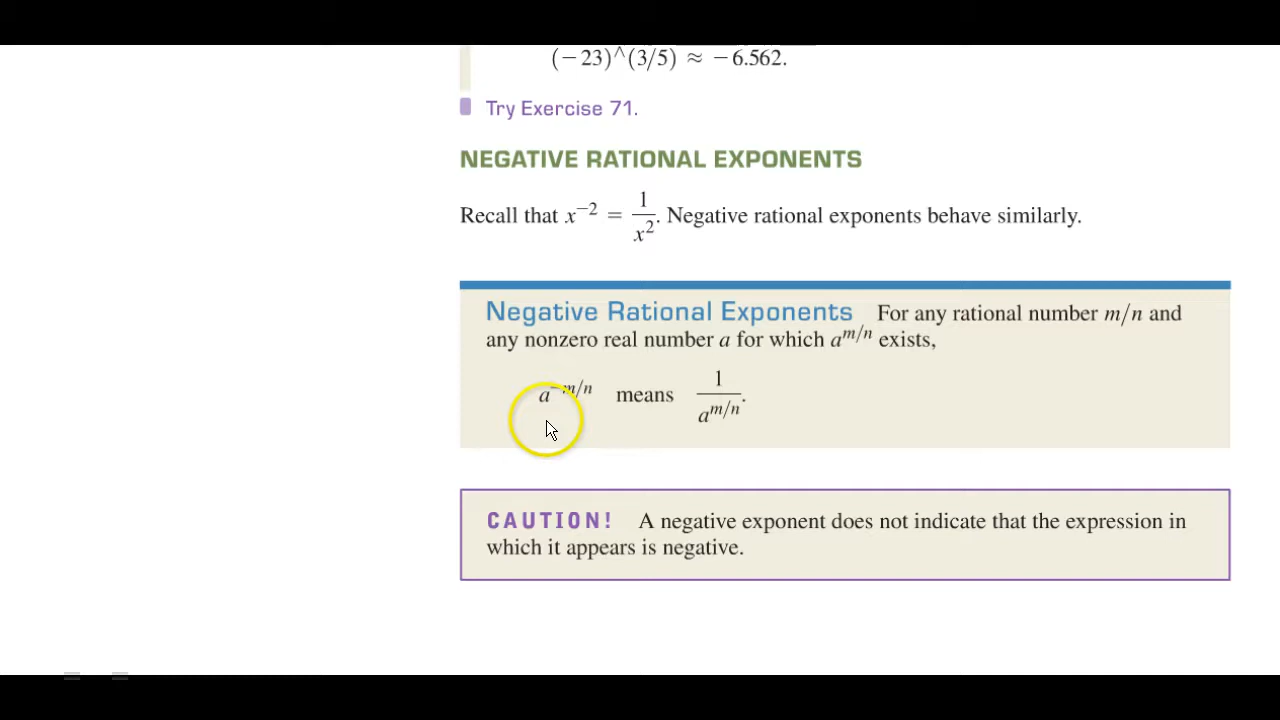 (−23)^(3/5) ≈ −6.562.
Try Exercise 71.
NEGATIVE RATIONAL EXPONENTS
Recall that x⁻² = 1/x². Negative rational exponents behave similarly.
Negative Rational Exponents For any rational number m/n and
any nonzero real number a for which a^{m/n} exists,
a^{−m/n} means 1/a^{m/n}.
CAUTION! A negative exponent does not indicate that the expression in
which it appears is negative.